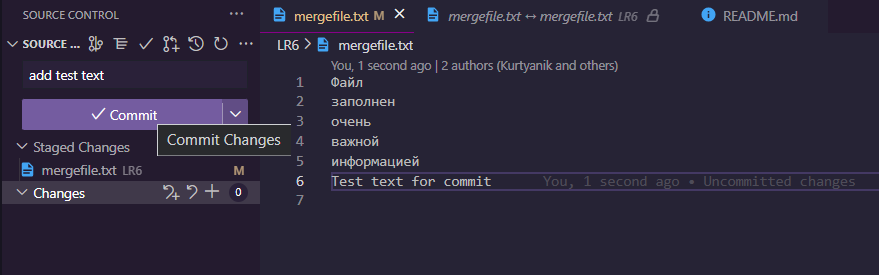 SOURCE CONTROL
SOURCE ...
add test text
Commit
Commit Changes
Staged Changes
mergefile.txt LR6 M
Changes 0
mergefile.txt M
mergefile.txt ↔ mergefile.txt LR6
README.md
LR6 > mergefile.txt
You, 1 second ago | 2 authors (Kurtyanik and others)
1 Файл
2 заполнен
3 очень
4 важной
5 информацией
6 Test text for commit You, 1 second ago • Uncommitted changes
7